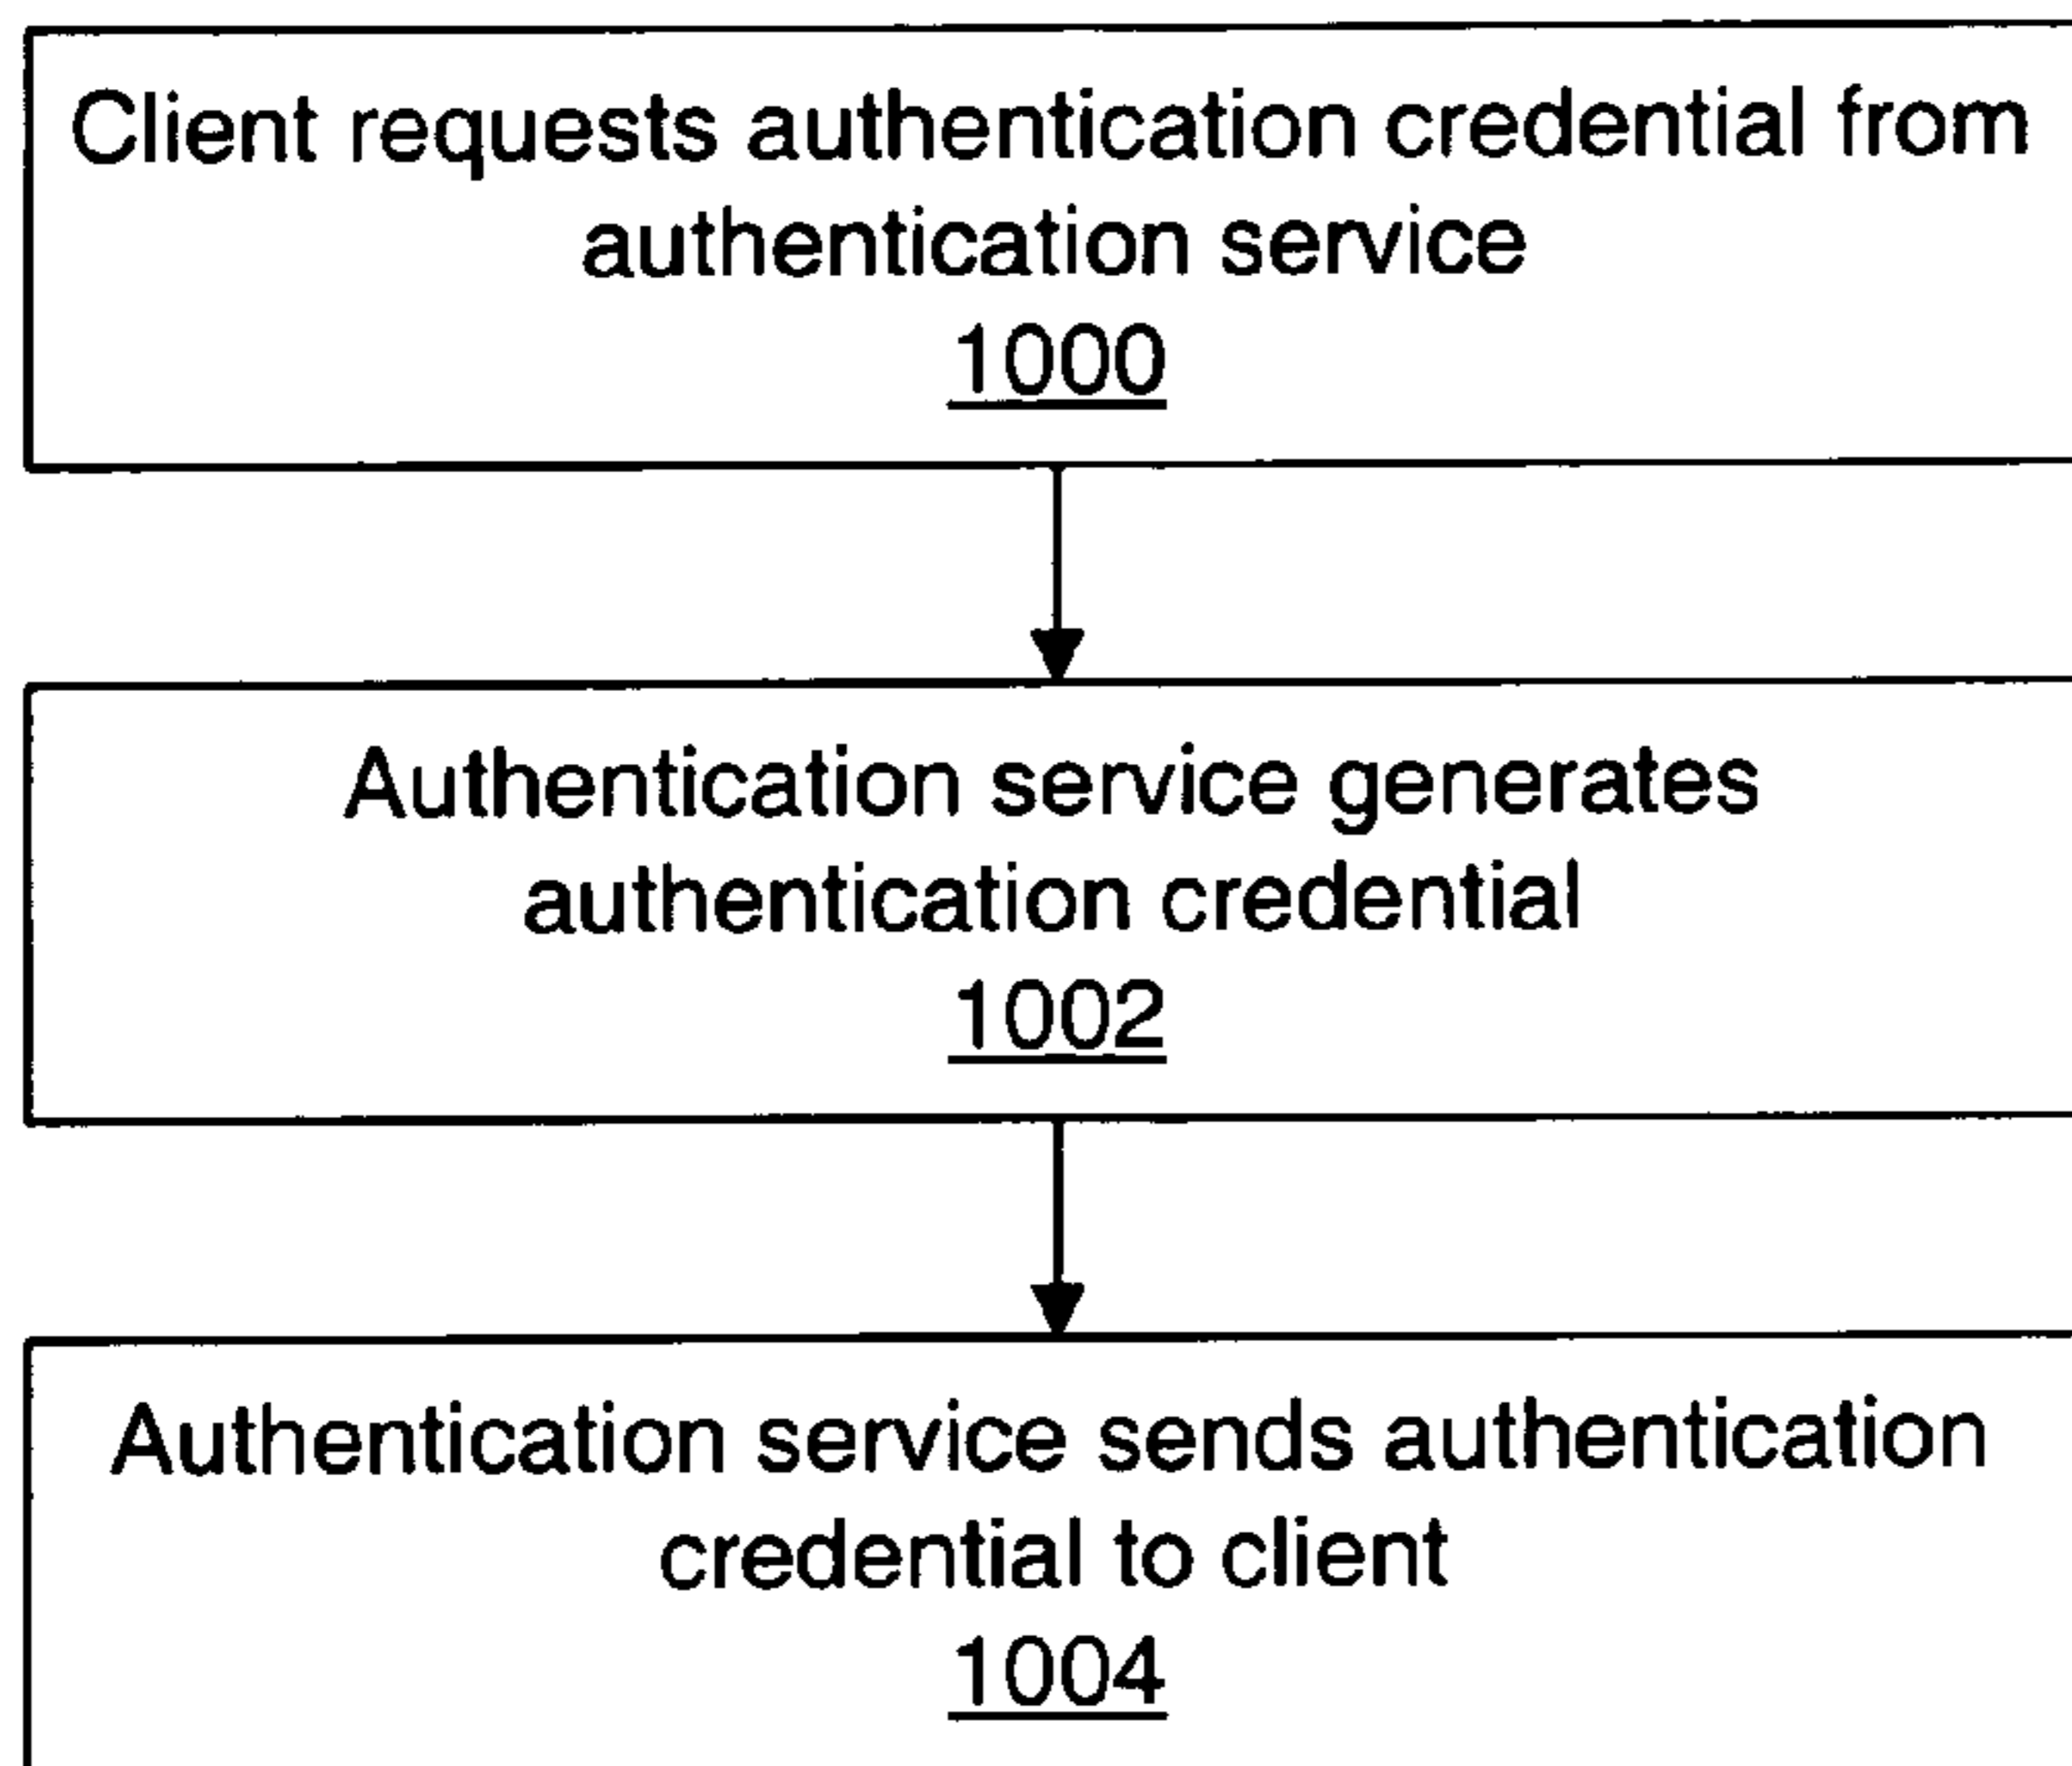 Client requests authentication credential from
authentication service
1000
Authentication service generates
authentication credential
1002
Authentication service sends authentication
credential to client
1004